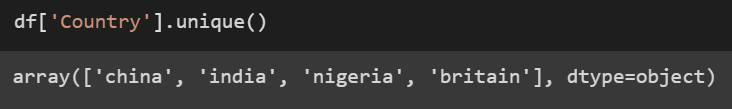 df['Country'].unique()
array(['china', 'india', 'nigeria', 'britain'], dtype=object)